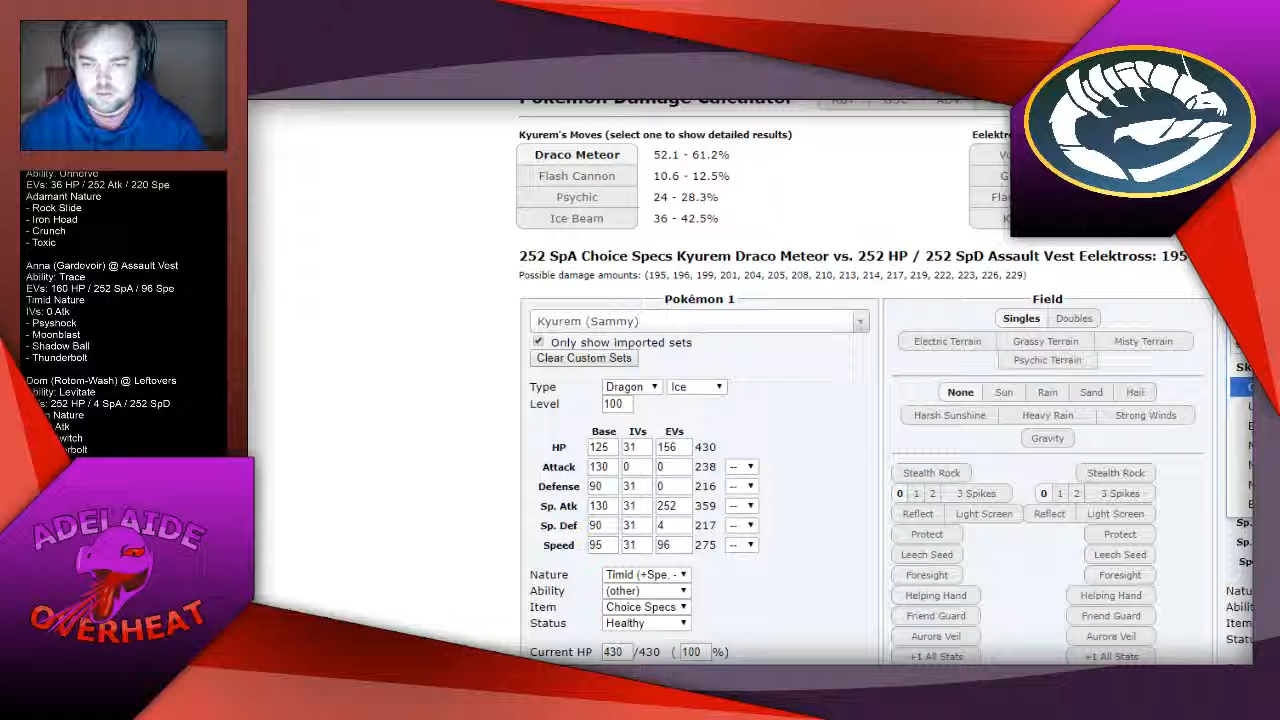 Ability: Unnerve
EVs: 36 HP / 252 Atk / 220 Spe
Adamant Nature
- Rock Slide
- Iron Head
- Crunch
- Toxic
Anna (Gardevoir) @ Assault Vest
Ability: Trace
EVs: 160 HP / 252 SpA / 96 Spe
Timid Nature
IVs: 0 Atk
- Psyshock
- Moonblast
- Shadow Ball
- Thunderbolt
Dom (Rotom-Wash) @ Leftovers
Ability: Levitate
s: 252 HP / 4 SpA / 252 SpD
Nature
Atk
witch
erbolt
ADELAIDE
OVERHEAT
Pokémon Damage Calculator
Kyurem's Moves (select one to show detailed results)
Draco Meteor 52.1 - 61.2%
Flash Cannon 10.6 - 12.5%
Psychic 24 - 28.3%
Ice Beam 36 - 42.5%
Eelektro
Vo
G
Fla
K
252 SpA Choice Specs Kyurem Draco Meteor vs. 252 HP / 252 SpD Assault Vest Eelektross: 195
Possible damage amounts: (195, 196, 199, 201, 204, 205, 208, 210, 213, 214, 217, 219, 222, 223, 226, 229)
Pokémon 1
Kyurem (Sammy)
Only show imported sets
Clear Custom Sets
Type Dragon Ice
Level 100
Base IVs EVs
HP 125 31 156 430
Attack 130 0 0 238 --
Defense 90 31 0 216 --
Sp. Atk 130 31 252 359 --
Sp. Def 90 31 4 217 --
Speed 95 31 96 275 --
Nature Timid (+Spe, -
Ability (other)
Item Choice Specs
Status Healthy
Current HP 430 /430 ( 100 %)
Field
Singles Doubles
Electric Terrain Grassy Terrain Misty Terrain
Psychic Terrain
None Sun Rain Sand Hail
Harsh Sunshine Heavy Rain Strong Winds
Gravity
Stealth Rock Stealth Rock
0 1 2 3 Spikes 0 1 2 3 Spikes
Reflect Light Screen Reflect Light Screen
Protect Protect
Leech Seed Leech Seed
Foresight Foresight
Helping Hand Helping Hand
Friend Guard Friend Guard
Aurora Veil Aurora Veil
+1 All Stats +1 All Stats
Sk
Sp.
Sp.
Spe
Natu
Abili
Item
Statu